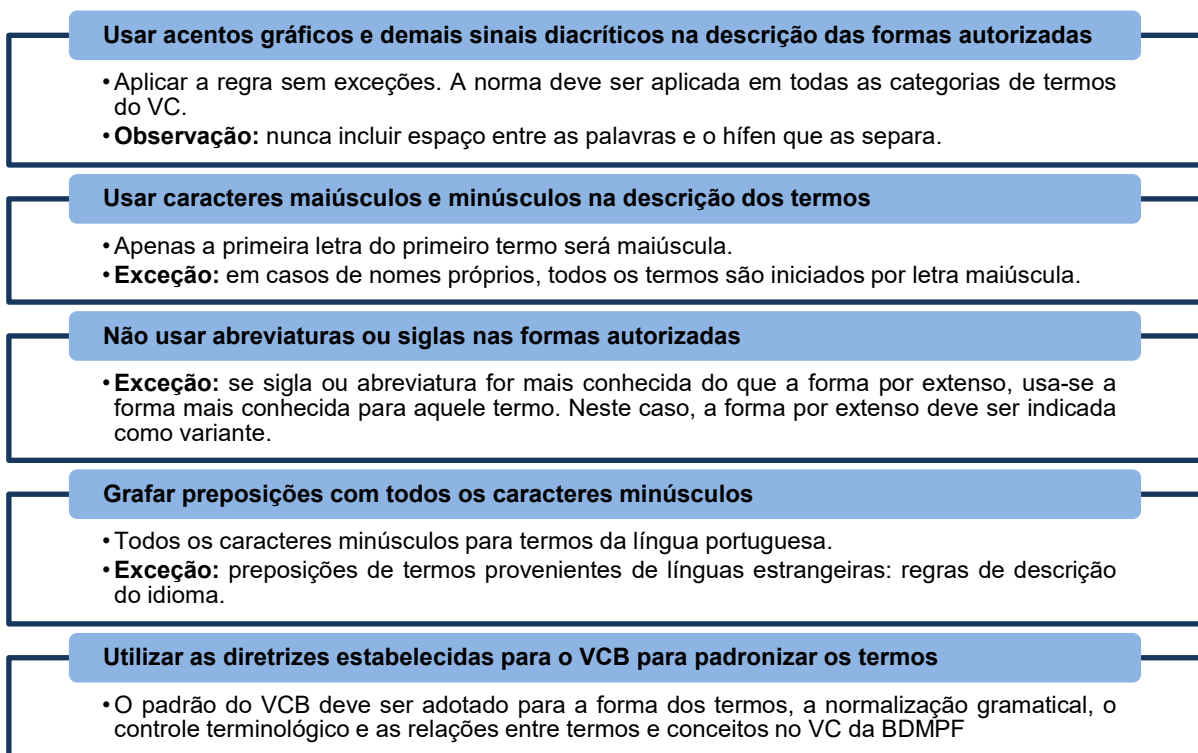 Usar acentos gráficos e demais sinais diacríticos na descrição das formas autorizadas
•Aplicar a regra sem exceções. A norma deve ser aplicada em todas as categorias de termos
do VC.
•Observação: nunca incluir espaço entre as palavras e o hífen que as separa.
Usar caracteres maiúsculos e minúsculos na descrição dos termos
•Apenas a primeira letra do primeiro termo será maiúscula.
•Exceção: em casos de nomes próprios, todos os termos são iniciados por letra maiúscula.
Não usar abreviaturas ou siglas nas formas autorizadas
•Exceção: se sigla ou abreviatura for mais conhecida do que a forma por extenso, usa-se a
forma mais conhecida para aquele termo. Neste caso, a forma por extenso deve ser indicada
como variante.
Grafar preposições com todos os caracteres minúsculos
•Todos os caracteres minúsculos para termos da língua portuguesa.
•Exceção: preposições de termos provenientes de línguas estrangeiras: regras de descrição
do idioma.
Utilizar as diretrizes estabelecidas para o VCB para padronizar os termos
•O padrão do VCB deve ser adotado para a forma dos termos, a normalização gramatical, o
controle terminológico e as relações entre termos e conceitos no VC da BDMPF